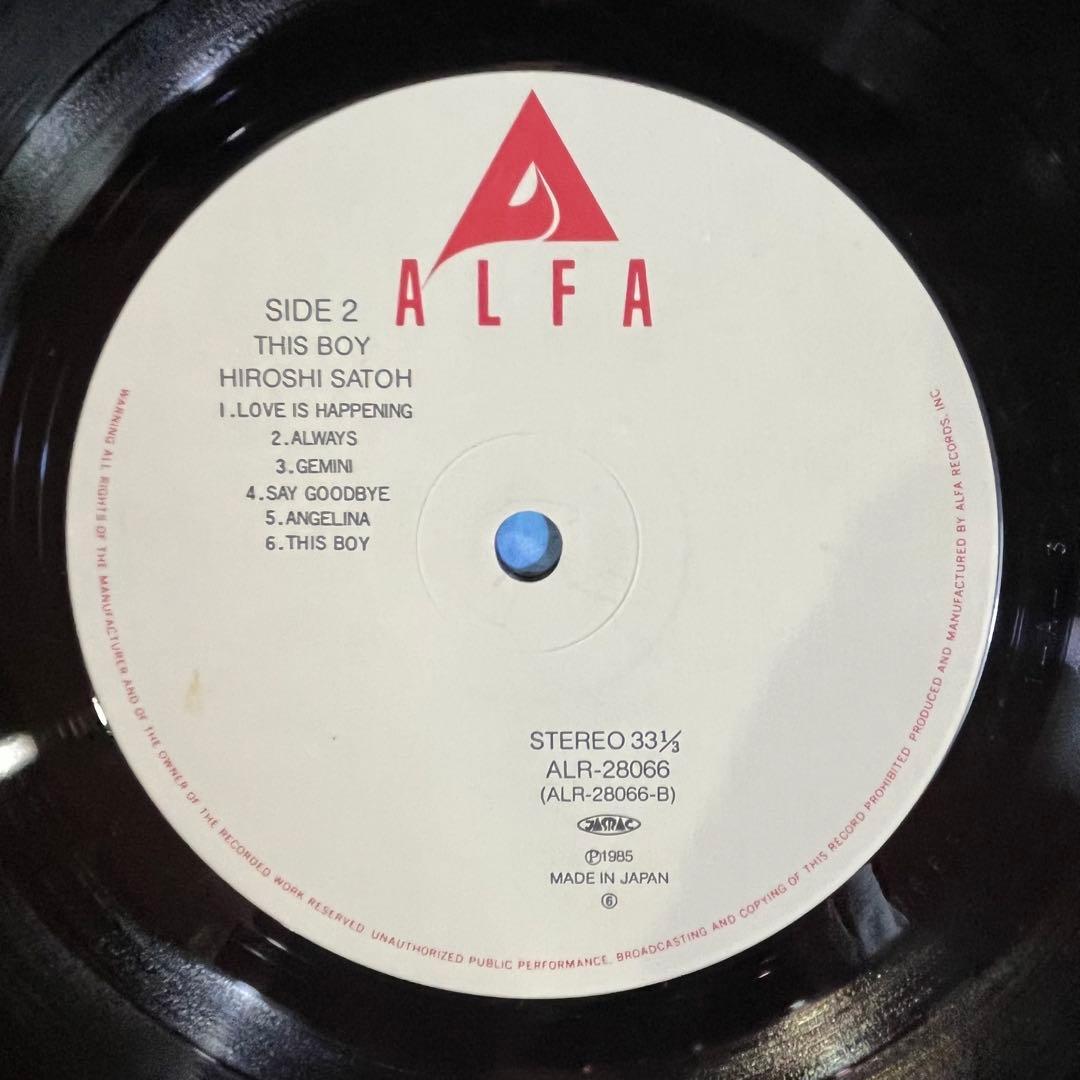 ALFA
SIDE 2
THIS BOY
HIROSHI SATOH
1.LOVE IS HAPPENING
2.ALWAYS
3.GEMINI
4.SAY GOODBYE
5.ANGELINA
6.THIS BOY
STEREO 33⅓
ALR-28066
(ALR-28066-B)
JASRAC
Ⓟ1985
MADE IN JAPAN
⑥
WARNING ALL RIGHTS OF THE MANUFACTURER AND OF THE OWNER OF THE RECORDED WORK RESERVED UNAUTHORIZED PUBLIC PERFORMANCE, BROADCASTING AND COPYING OF THIS RECORD PROHIBITED PRODUCED AND MANUFACTURED BY ALFA RECORDS, INC